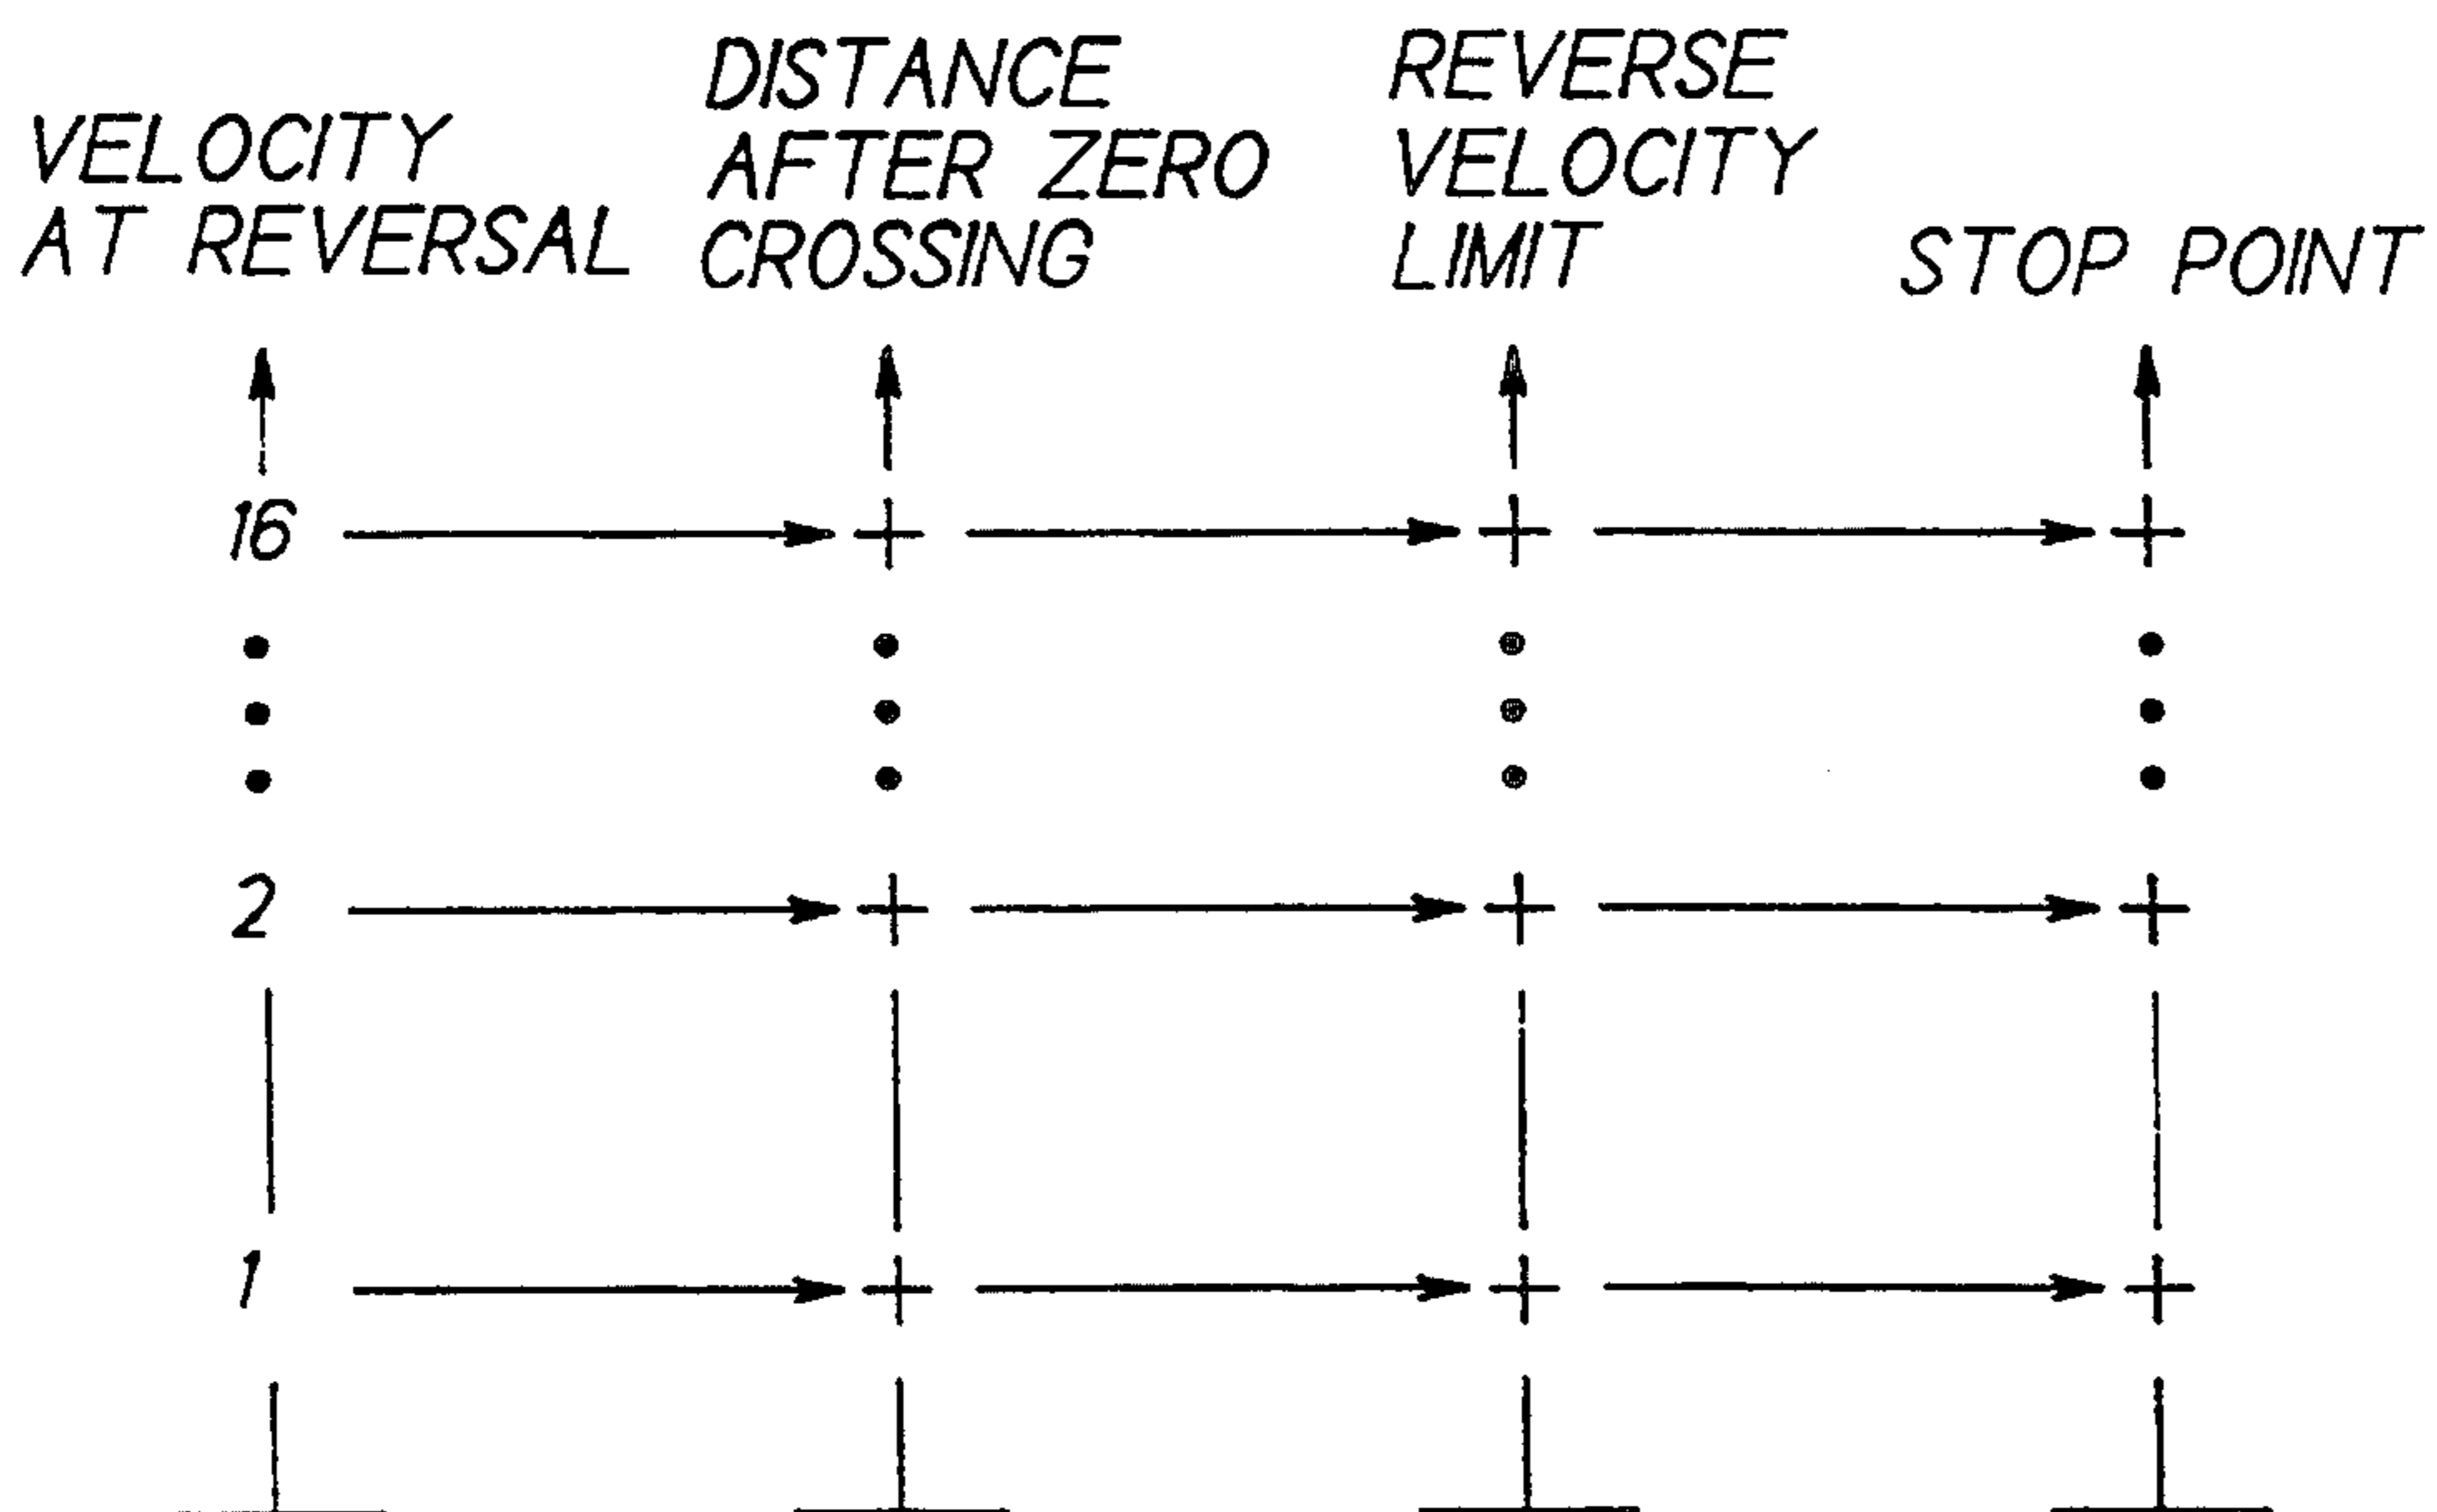 VELOCITY
AT REVERSAL
DISTANCE
AFTER ZERO
CROSSING
REVERSE
VELOCITY
LIMIT
STOP POINT
16
2
1